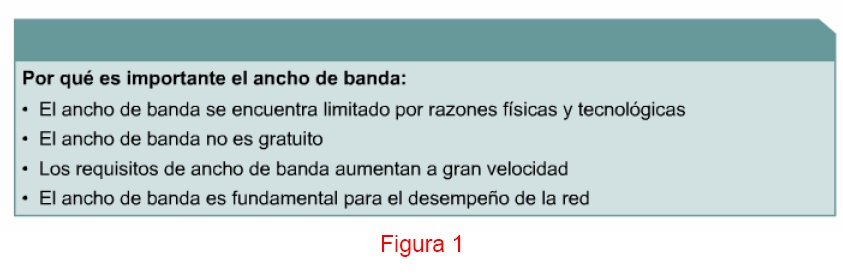 Por qué es importante el ancho de banda:
• El ancho de banda se encuentra limitado por razones físicas y tecnológicas
• El ancho de banda no es gratuito
• Los requisitos de ancho de banda aumentan a gran velocidad
• El ancho de banda es fundamental para el desempeño de la red
Figura 1